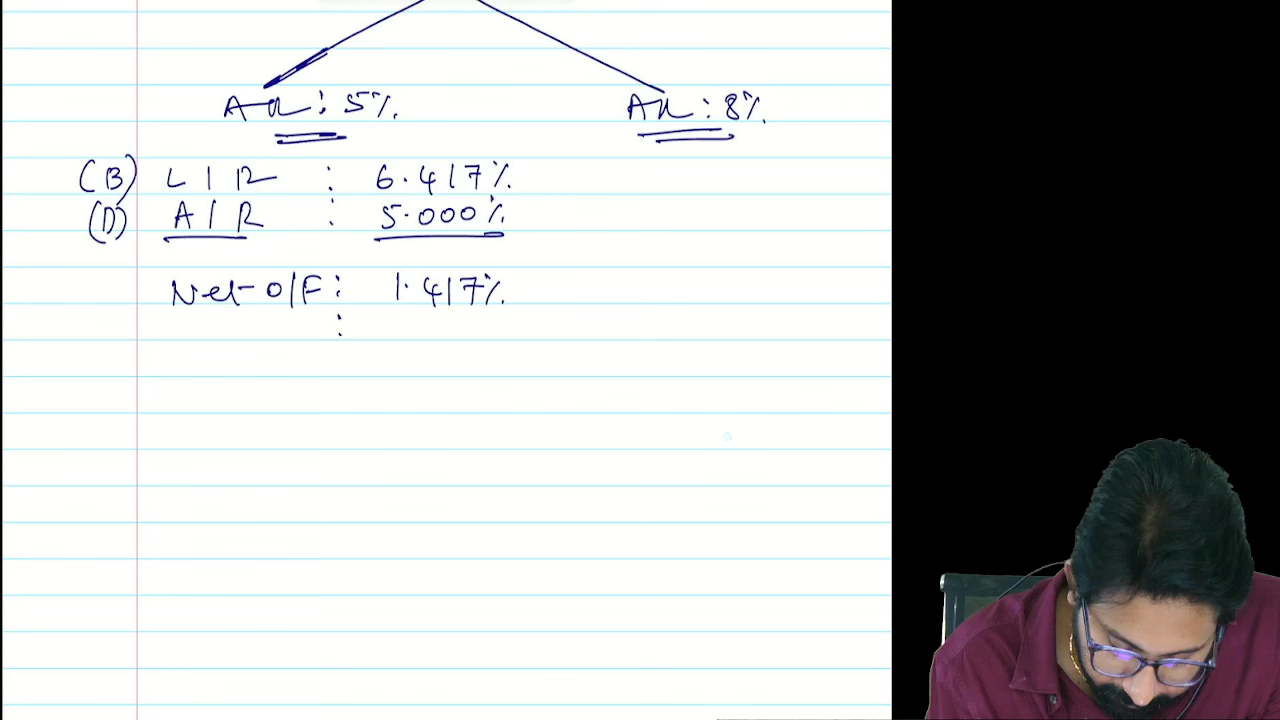 AR : 5%. AR : 8%.
(B) L I R : 6.417%.
(D) A I R : 5.000%
Net O/F : 1.417%.
: